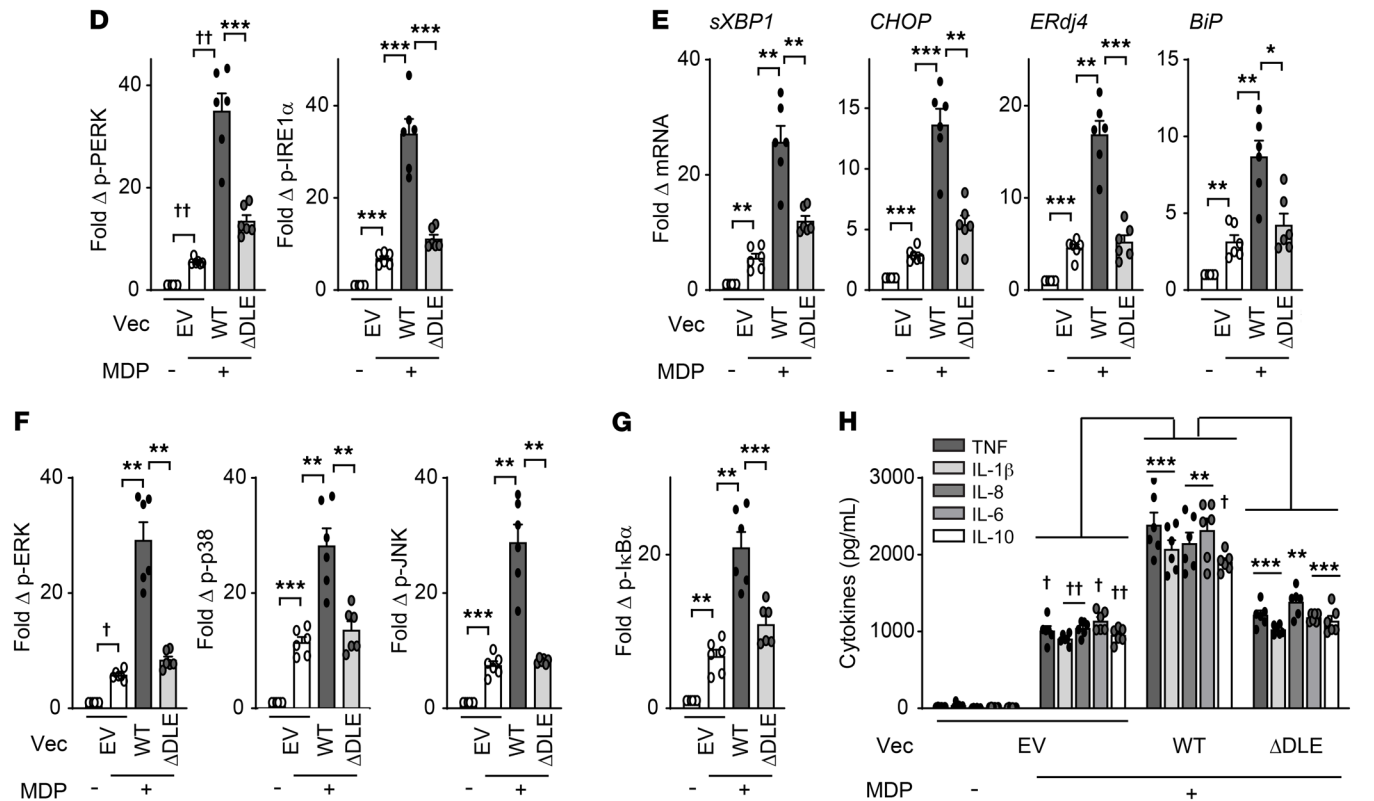 D
†† ***
††
Fold Δ p-PERK
40
20
0
Vec EV WT ΔDLE
MDP - +
*** ***
***
Fold Δ p-IRE1α
40
20
0
EV WT ΔDLE
- +
E
sXBP1
** **
**
Fold Δ mRNA
40
20
0
Vec EV WT ΔDLE
MDP - +
CHOP
*** **
***
15
10
5
0
EV WT ΔDLE
- +
ERdj4
** ***
***
20
10
0
EV WT ΔDLE
- +
BiP
** *
**
15
10
5
0
EV WT ΔDLE
- +
F
** **
†
Fold Δ p-ERK
40
20
0
Vec EV WT ΔDLE
MDP - +
** **
***
Fold Δ p-p38
40
20
0
EV WT ΔDLE
- +
** **
***
Fold Δ p-JNK
40
20
0
EV WT ΔDLE
- +
G
** ***
**
Fold Δ p-IκBα
20
0
EV WT ΔDLE
- +
H
TNF
IL-1β
IL-8
IL-6
IL-10
Cytokines (pg/mL)
3000
2000
1000
0
† †† † ††
*** ** †
*** ** ***
Vec EV WT ΔDLE
MDP - +